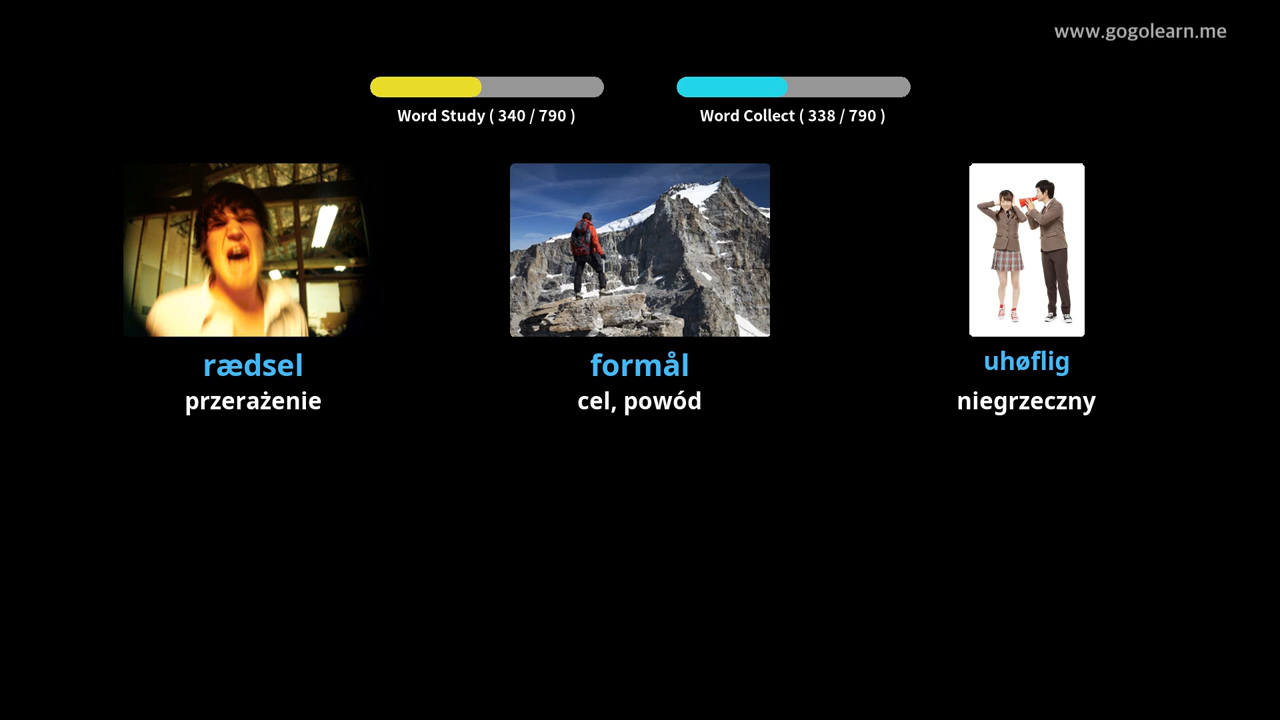 www.gogolearn.me
Word Study ( 340 / 790 )
Word Collect ( 338 / 790 )
rædsel
przerażenie
formål
cel, powód
uhøflig
niegrzeczny